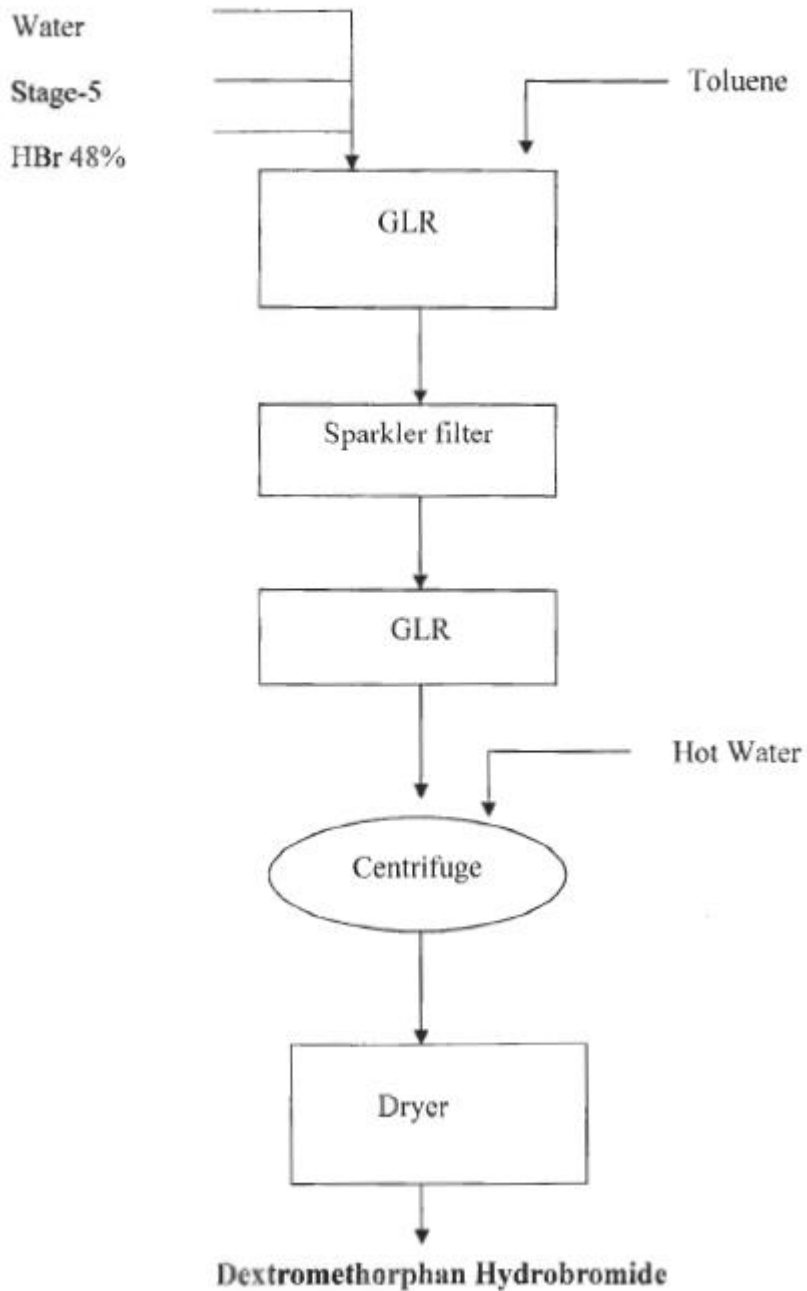 Water
Stage-5
HBr 48%
Toluene
GLR
Sparkler filter
GLR
Hot Water
Centrifuge
Dryer
Dextromethorphan Hydrobromide